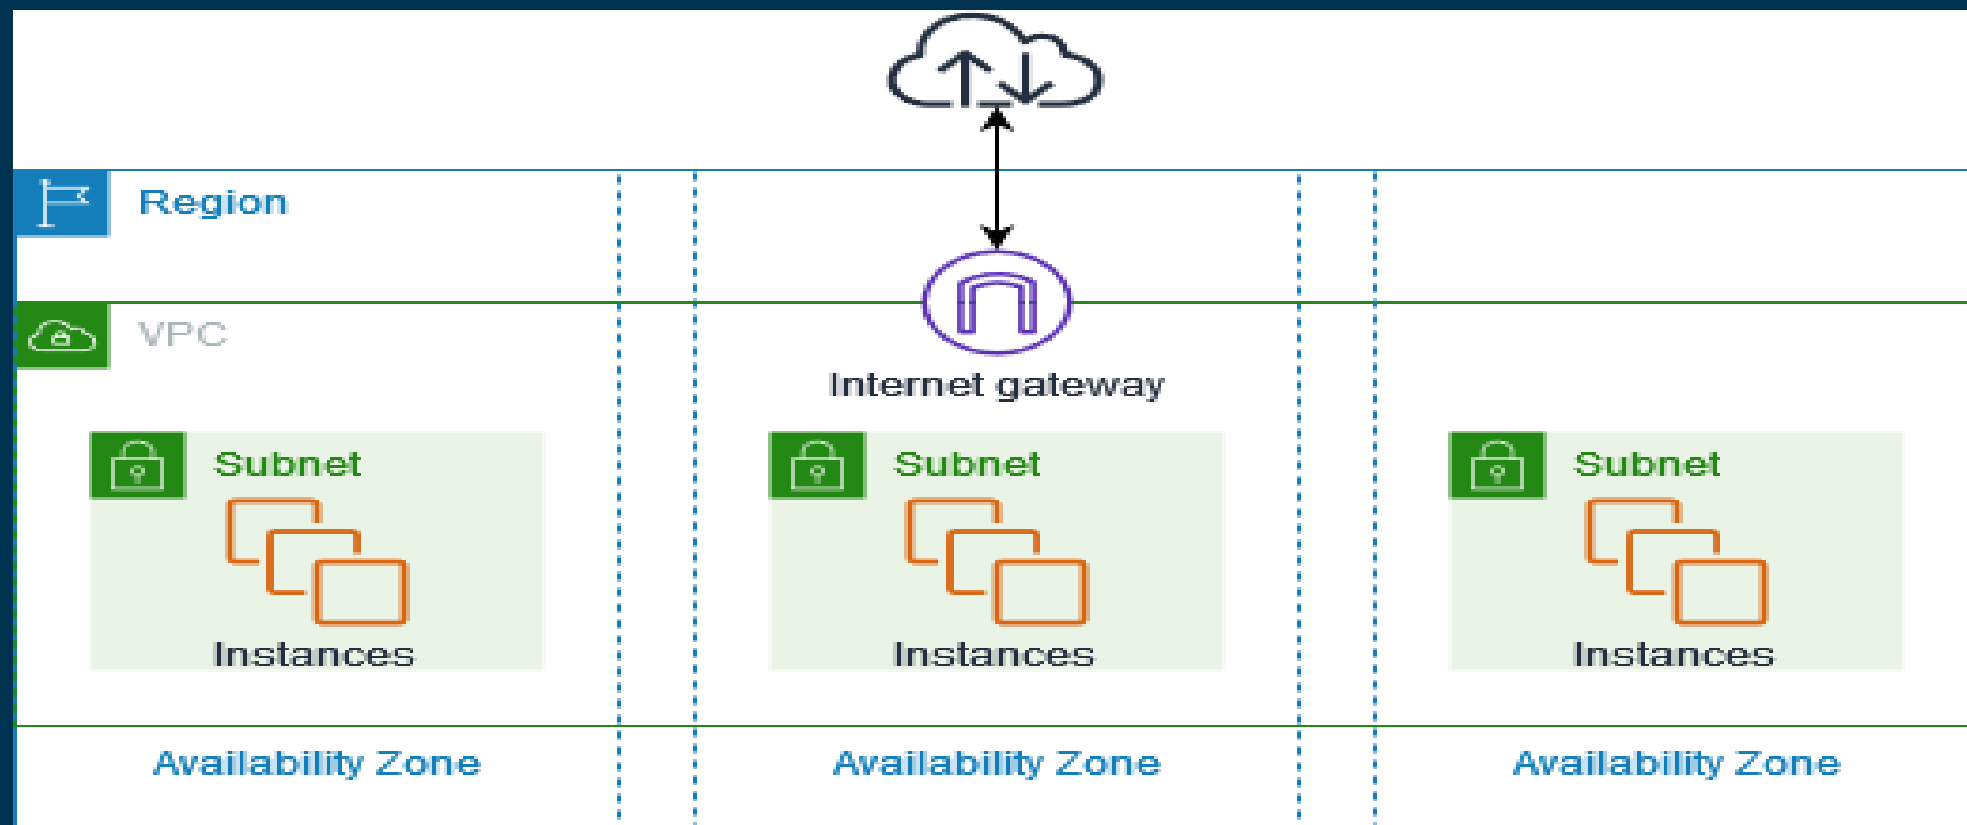 Region
VPC
Internet gateway
Subnet
Subnet
Subnet
Instances
Instances
Instances
Availability Zone
Availability Zone
Availability Zone